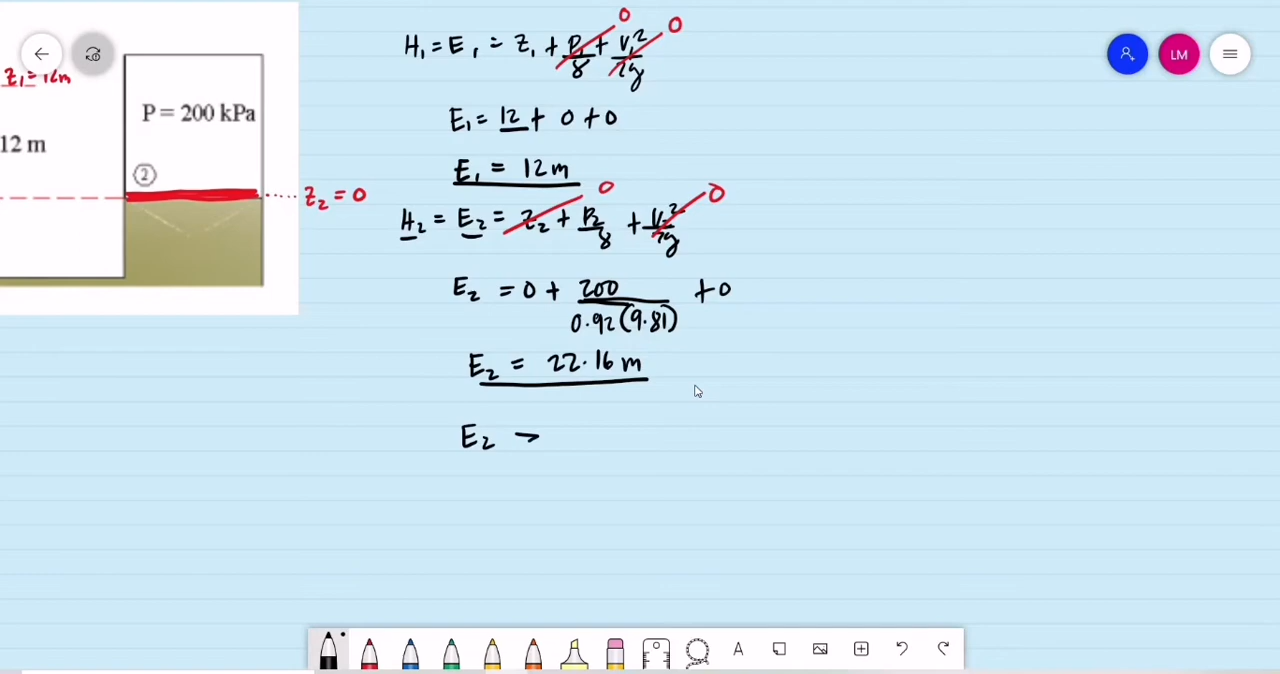 LM
H₁ = E₁ = Z₁ + P₁/γ + V₁²/2g 0 0
Z₁ = 12m
P = 200 kPa
12 m
2
Z₂ = 0
E₁ = 12 + 0 + 0
E₁ = 12m
H₂ = E₂ = Z₂ + P₂/γ + V₂²/2g 0 0
E₂ = 0 + 200/0.92(9.81) + 0
E₂ = 22.16 m
E₂ >
A